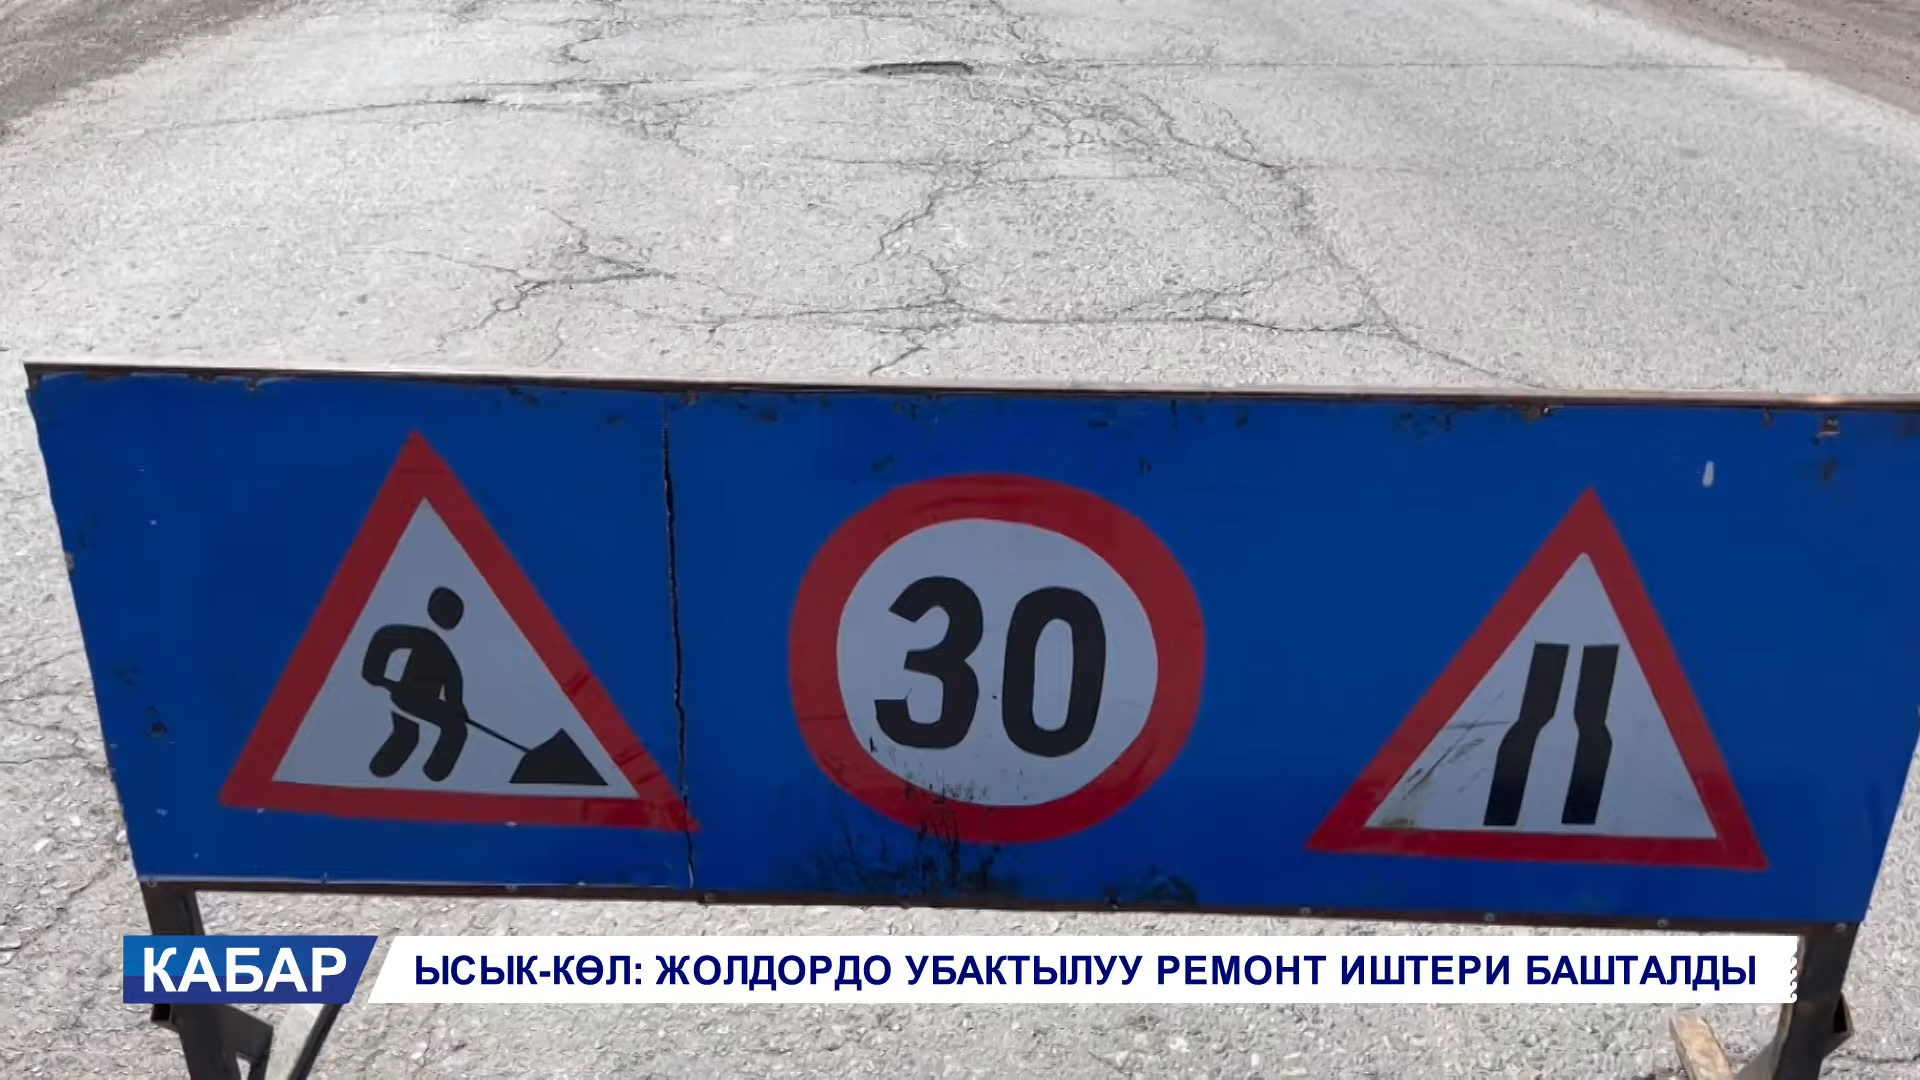 30
КАБАР
ЫСЫК-КӨЛ: ЖОЛДОРДО УБАКТЫЛУУ РЕМОНТ ИШТЕРИ БАШТАЛДЫ